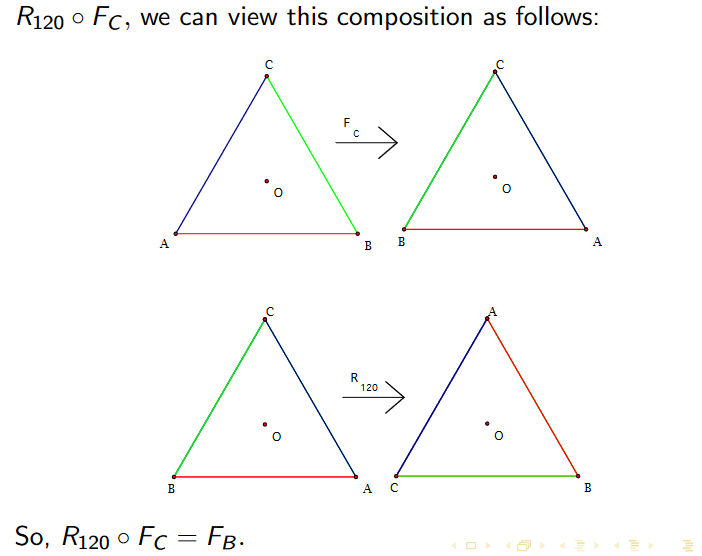 R120 ∘ FC, we can view this composition as follows:
C
C
F
C
O
O
A
B
B
A
C
A
R
120
O
O
B
A
C
B
So, R120 ∘ FC = FB.